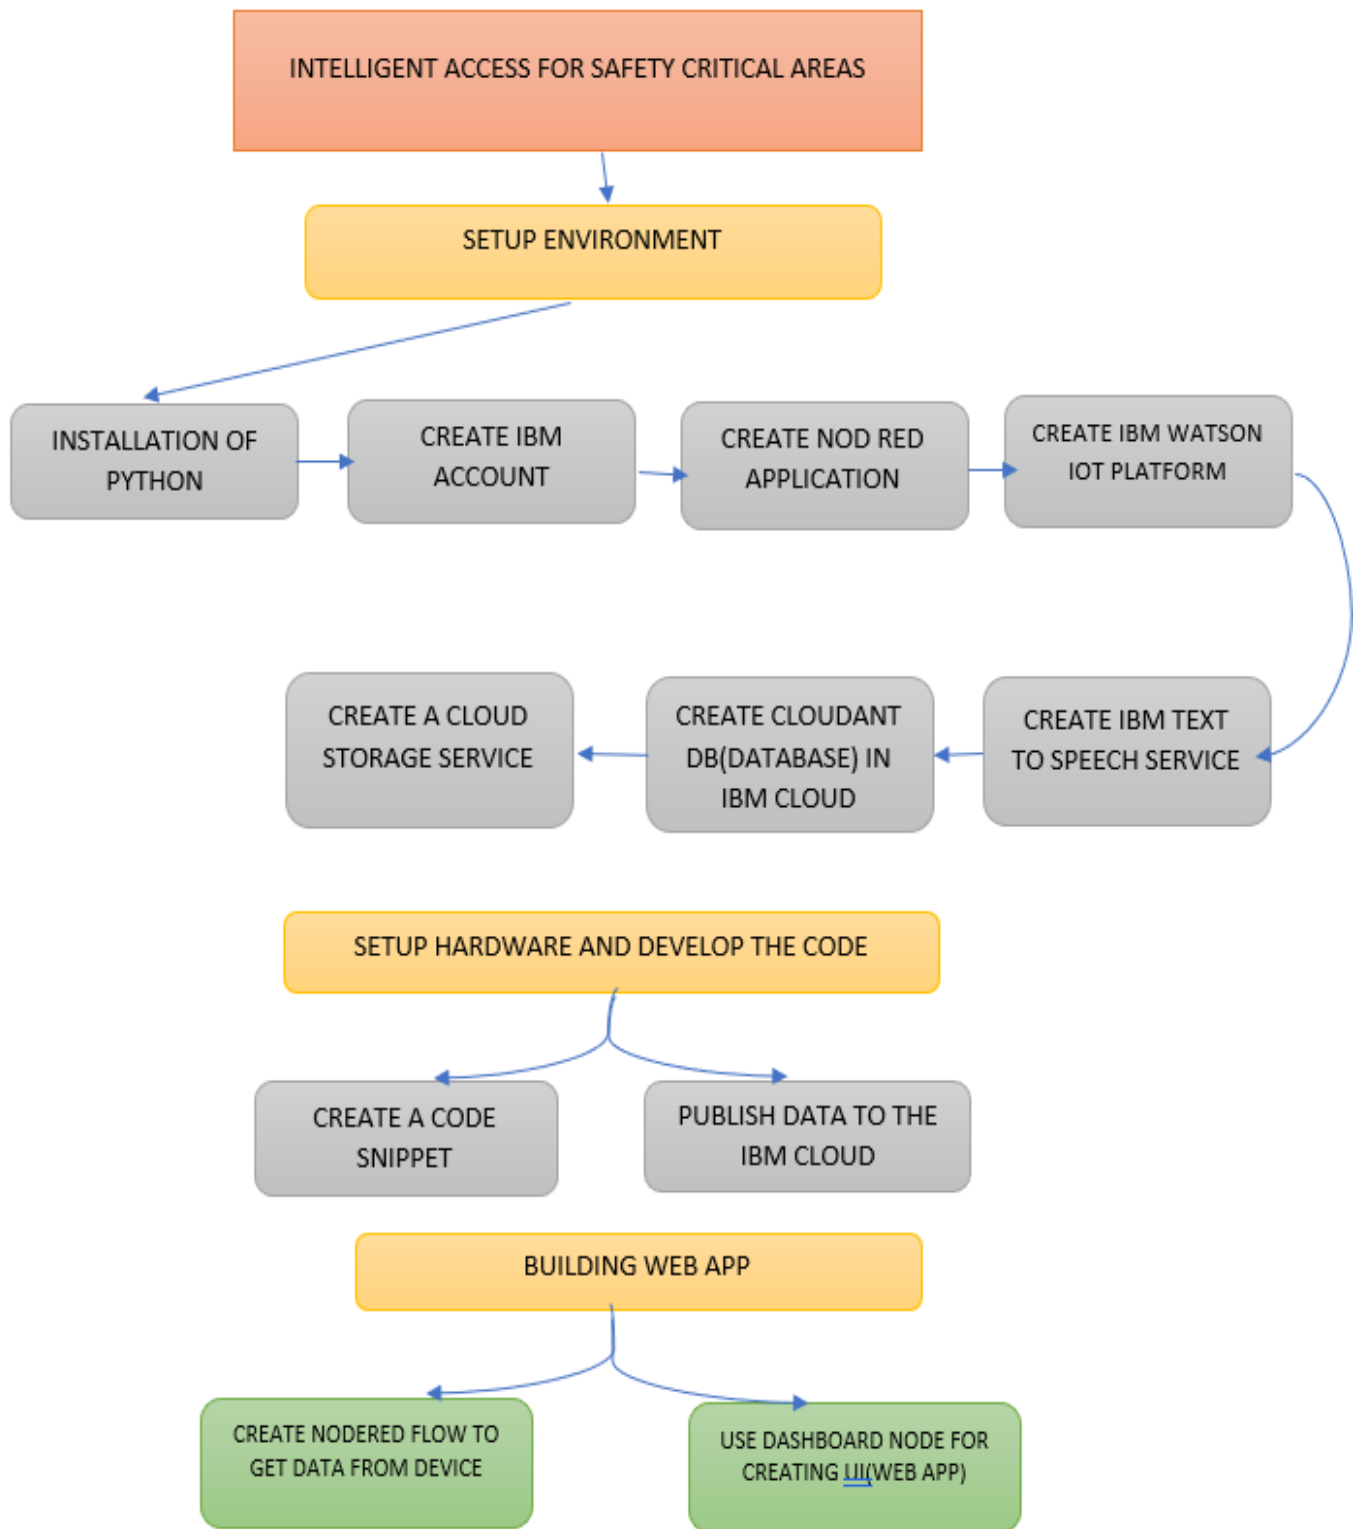 INTELLIGENT ACCESS FOR SAFETY CRITICAL AREAS
SETUP ENVIRONMENT
INSTALLATION OF
PYTHON
CREATE IBM
ACCOUNT
CREATE NOD RED
APPLICATION
CREATE IBM WATSON
IOT PLATFORM
CREATE IBM TEXT
TO SPEECH SERVICE
CREATE CLOUDANT
DB(DATABASE) IN
IBM CLOUD
CREATE A CLOUD
STORAGE SERVICE
SETUP HARDWARE AND DEVELOP THE CODE
CREATE A CODE
SNIPPET
PUBLISH DATA TO THE
IBM CLOUD
BUILDING WEB APP
CREATE NODERED FLOW TO
GET DATA FROM DEVICE
USE DASHBOARD NODE FOR
CREATING UI(WEB APP)